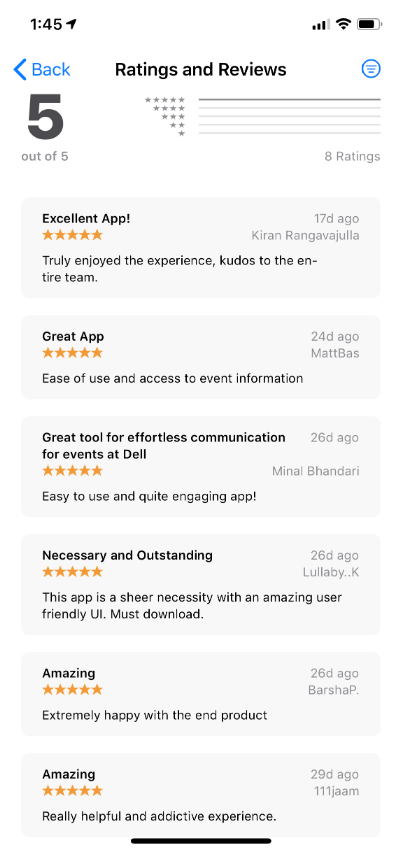 1:45
Back
Ratings and Reviews
5
out of 5
★★★★★
★★★★
★★★
★★
★
8 Ratings
Excellent App!
17d ago
★★★★★
Kiran Rangavajulla
Truly enjoyed the experience, kudos to the en-
tire team.
Great App
24d ago
★★★★★
MattBas
Ease of use and access to event information
Great tool for effortless communication
26d ago
for events at Dell
★★★★★
Minal Bhandari
Easy to use and quite engaging app!
Necessary and Outstanding
26d ago
★★★★★
Lullaby..K
This app is a sheer necessity with an amazing user
friendly UI. Must download.
Amazing
26d ago
★★★★★
BarshaP.
Extremely happy with the end product
Amazing
29d ago
★★★★★
111jaam
Really helpful and addictive experience.